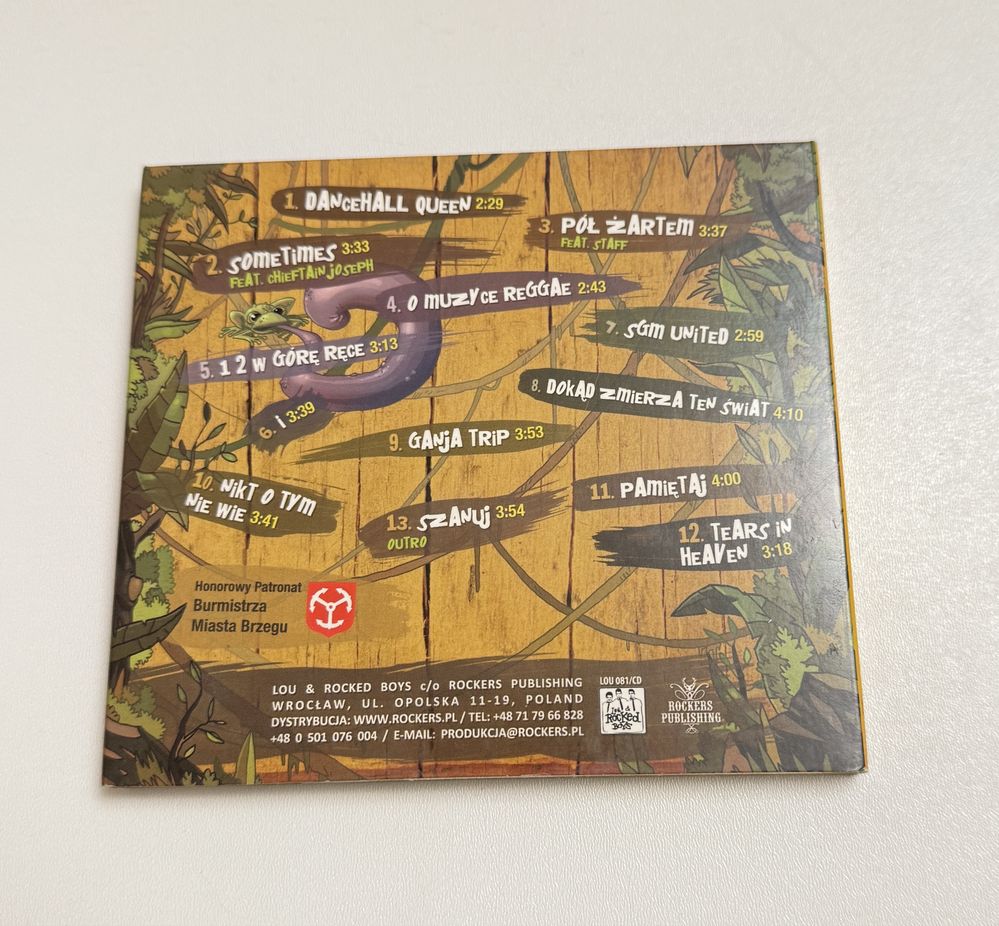 1. DANCEHALL QUEEN 2:29
2. SOMETIMES 3:33
FEAT. CHIEFTAIN JOSEPH
3. PÓŁ ŻARTEM 3:37
FEAT. STAFF
4. O MUZYCE REGGAE 2:43
5. 1 2 W GÓRĘ RĘCE 3:13
6. I 3:39
7. SGM UNITED 2:59
8. DOKĄD ZMIERZA TEN ŚWIAT 4:10
9. GANJA TRIP 3:53
10. NIKT O TYM
NIE WIE 3:41
11. PAMIĘTAJ 4:00
12. TEARS IN
HEAVEN 3:18
13. SZANUJ 3:54
OUTRO
Honorowy Patronat
Burmistrza
Miasta Brzegu
LOU & ROCKED BOYS c/o ROCKERS PUBLISHING
WROCŁAW, UL. OPOLSKA 11-19, POLAND
DYSTRYBUCJA: WWW.ROCKERS.PL / TEL: +48 71 79 66 828
+48 0 501 076 004 / E-MAIL: PRODUKCJA@ROCKERS.PL
LOU 081/CD
Lou & Rocked Boys
ROCKERS
PUBLISHING